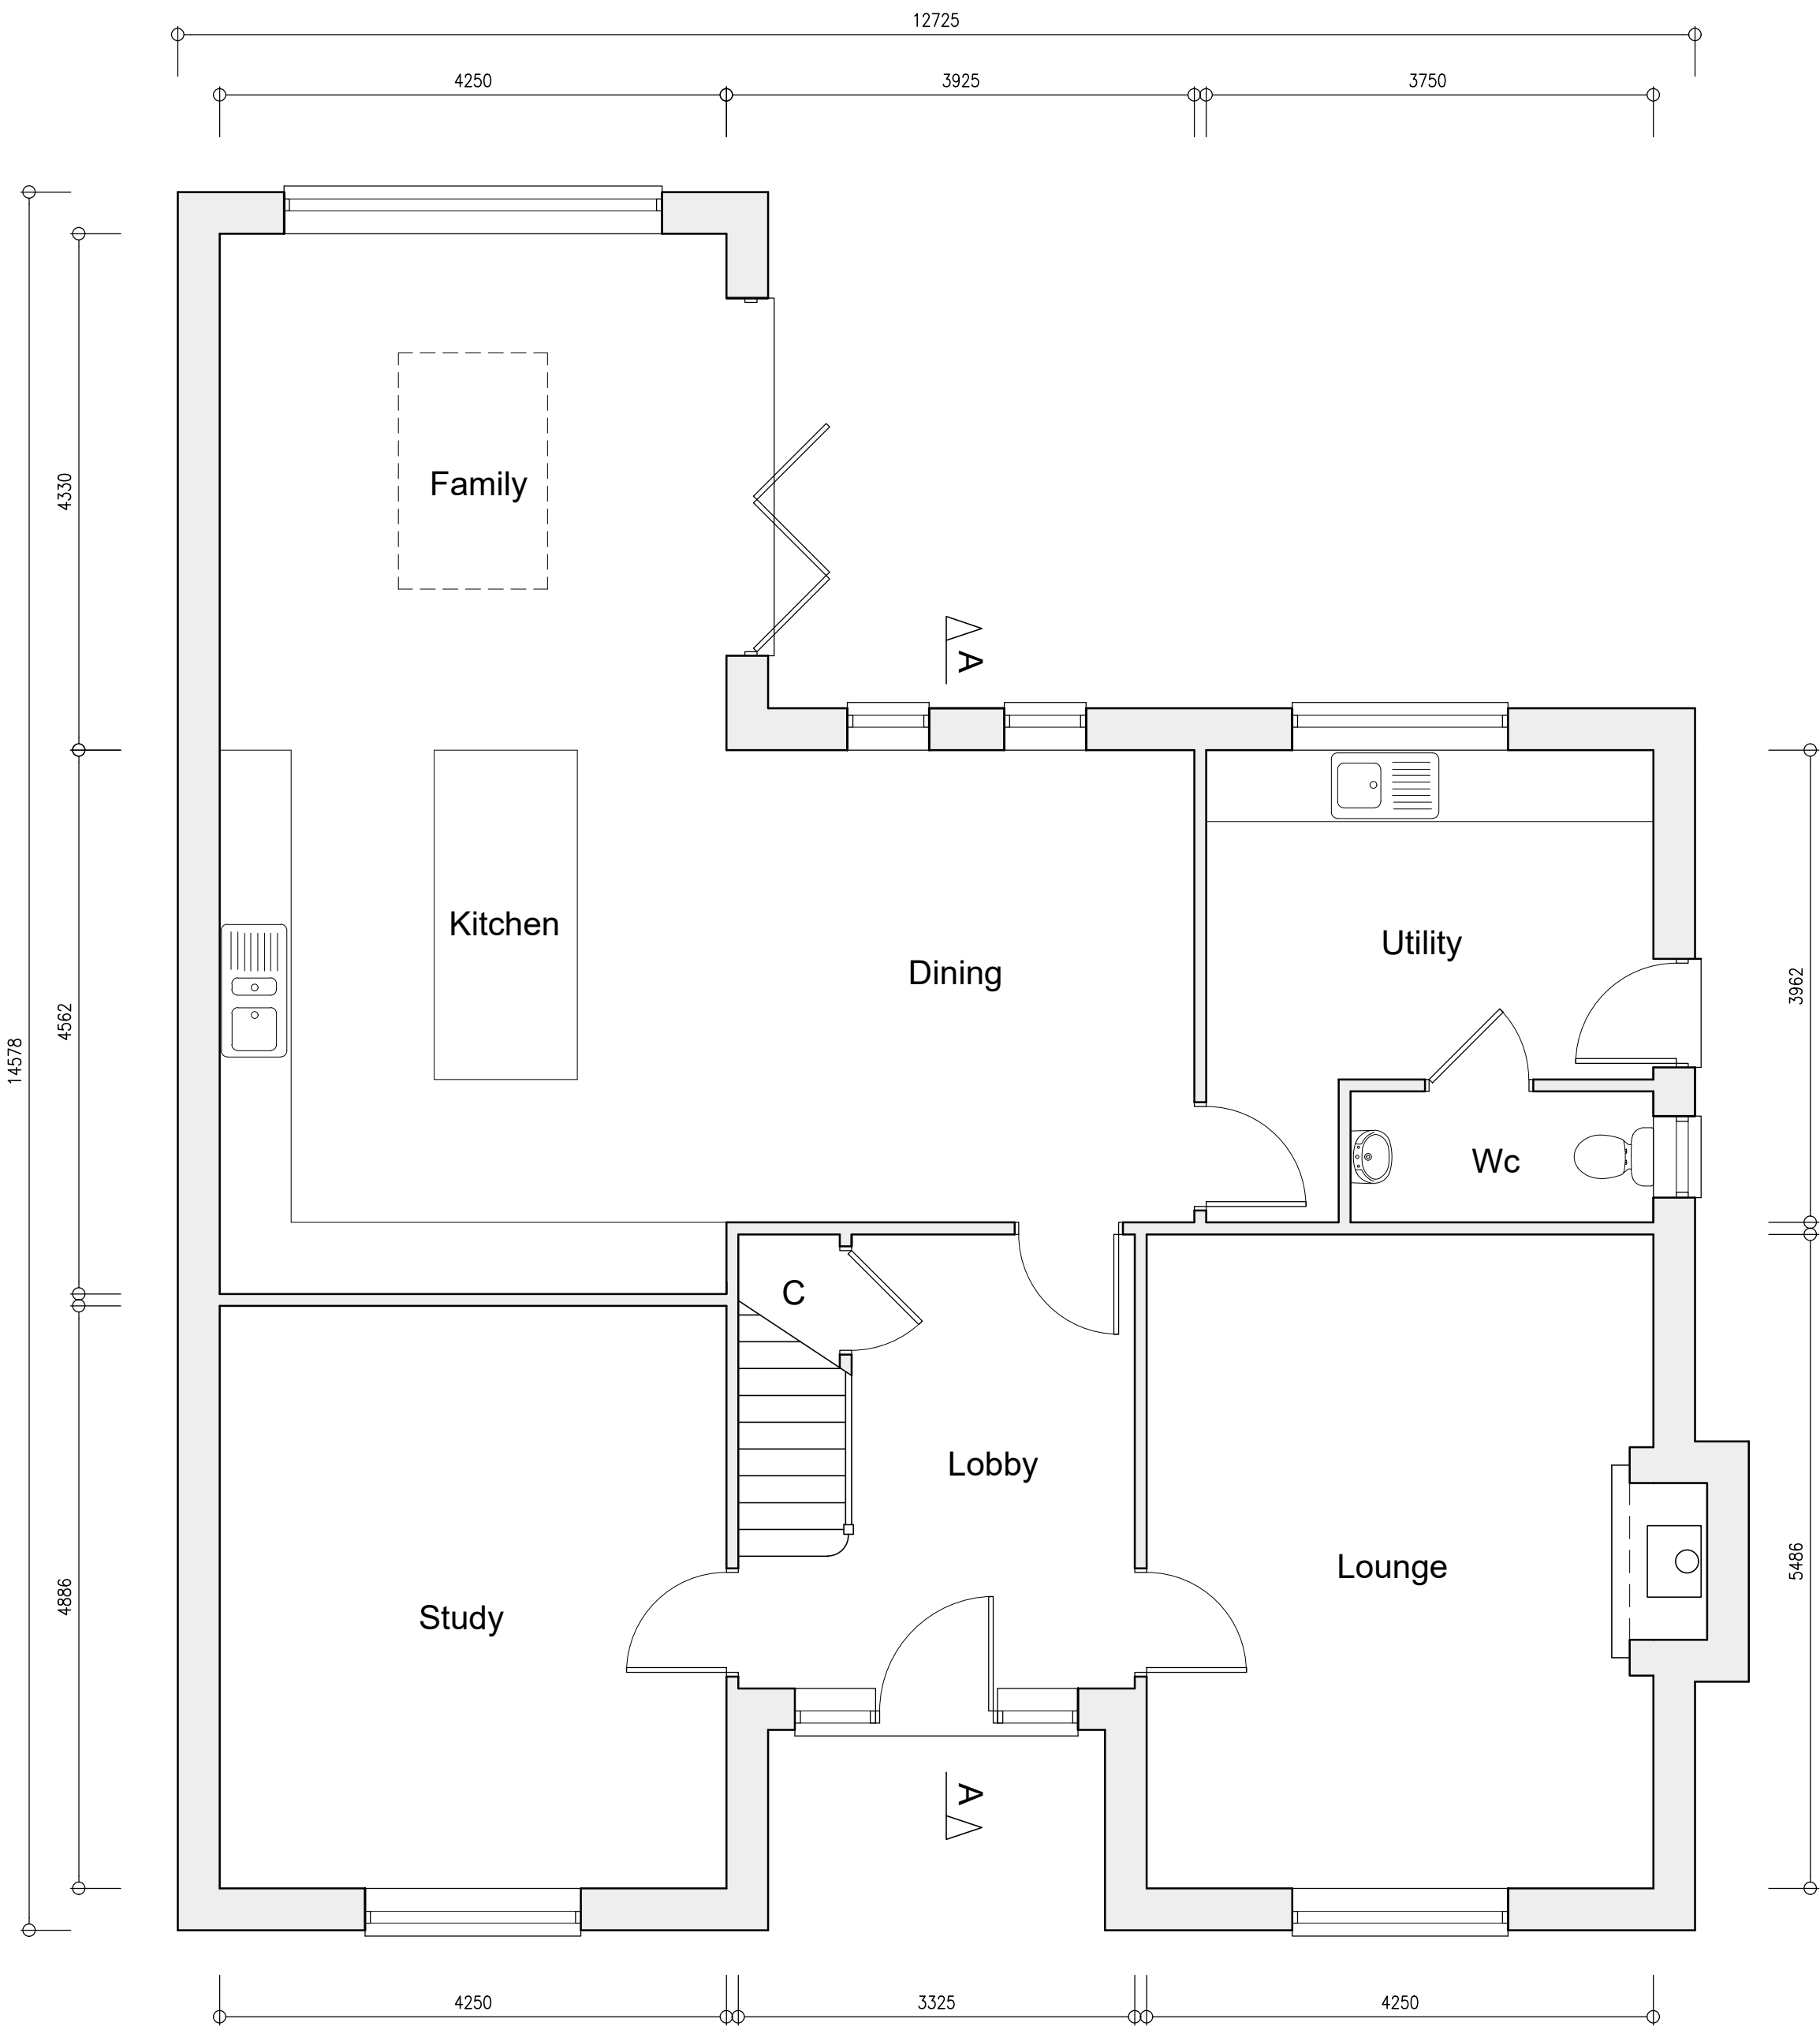 12725
4250
3925
3750
4330
Family
A
Kitchen
Utility
Dining
3962
4562
14578
Wc
C
Lobby
Lounge
5486
4886
Study
A
4250
3325
4250